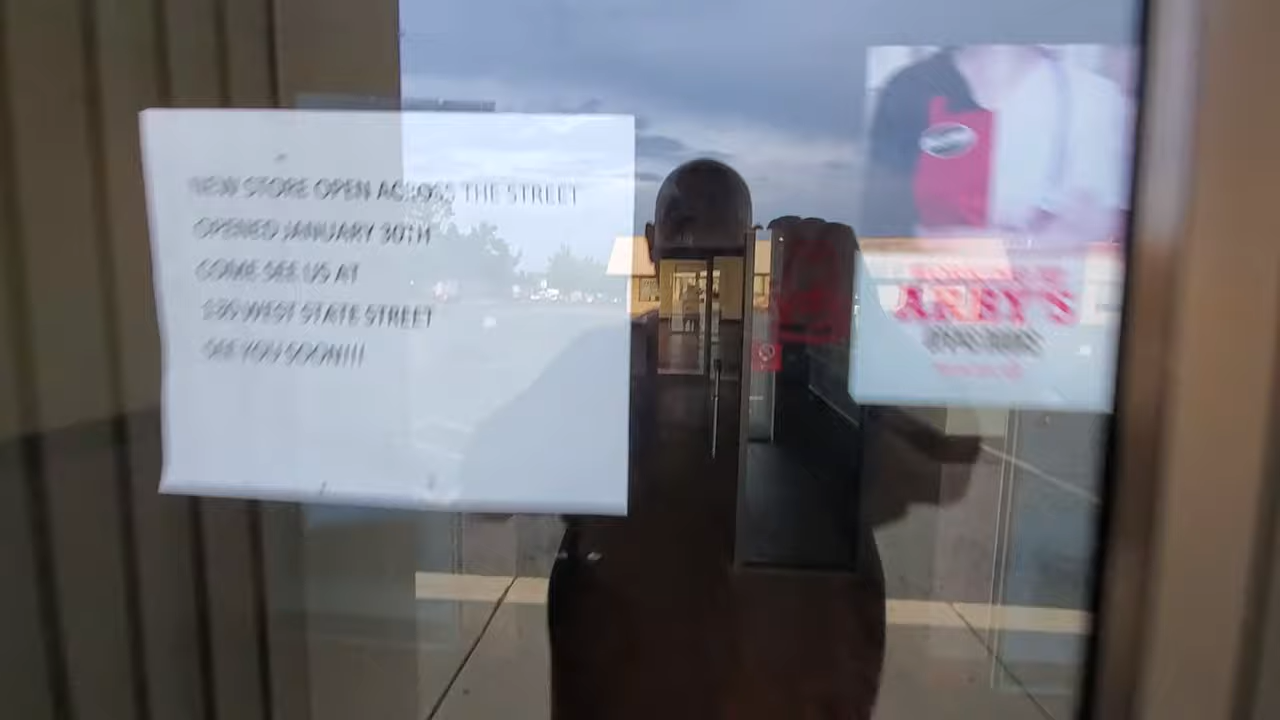 NEW STORE OPEN ACROSS THE STREET
OPENED JANUARY 30TH
COME SEE US AT
WEST STATE STREET
SEE YOU SOON!!!
ARBY'S